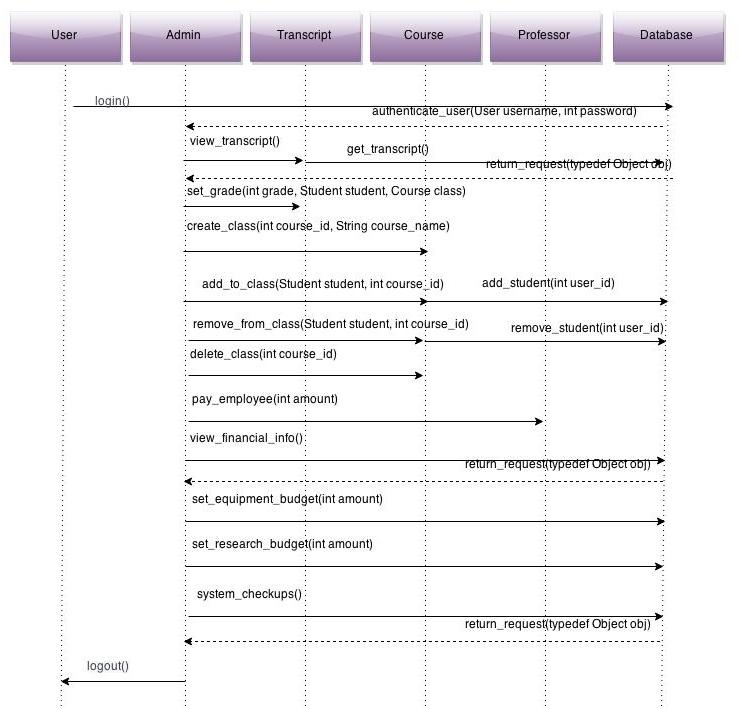 User
Admin
Transcript
Course
Professor
Database
login()
authenticate_user(User username, int password)
view_transcript()
get_transcript()
return_request(typedef Object obj)
set_grade(int grade, Student student, Course class)
create_class(int course_id, String course_name)
add_to_class(Student student, int course_id)
add_student(int user_id)
remove_from_class(Student student, int course_id)
remove_student(int user_id)
delete_class(int course_id)
pay_employee(int amount)
view_financial_info()
return_request(typedef Object obj)
set_equipment_budget(int amount)
set_research_budget(int amount)
system_checkups()
return_request(typedef Object obj)
logout()